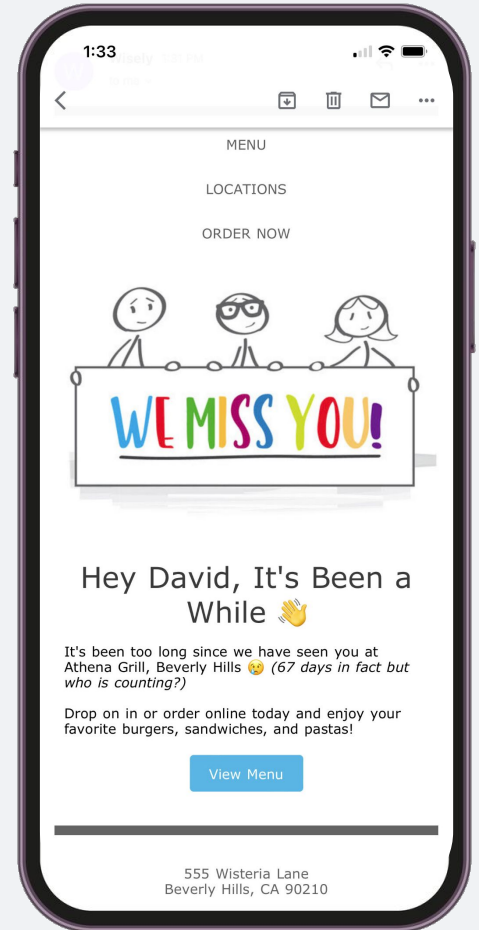 1:33
MENU
LOCATIONS
ORDER NOW
WE MISS YOU!
Hey David, It's Been a
While 👋
It's been too long since we have seen you at
Athena Grill, Beverly Hills 😢 (67 days in fact but
who is counting?)
Drop on in or order online today and enjoy your
favorite burgers, sandwiches, and pastas!
View Menu
555 Wisteria Lane
Beverly Hills, CA 90210